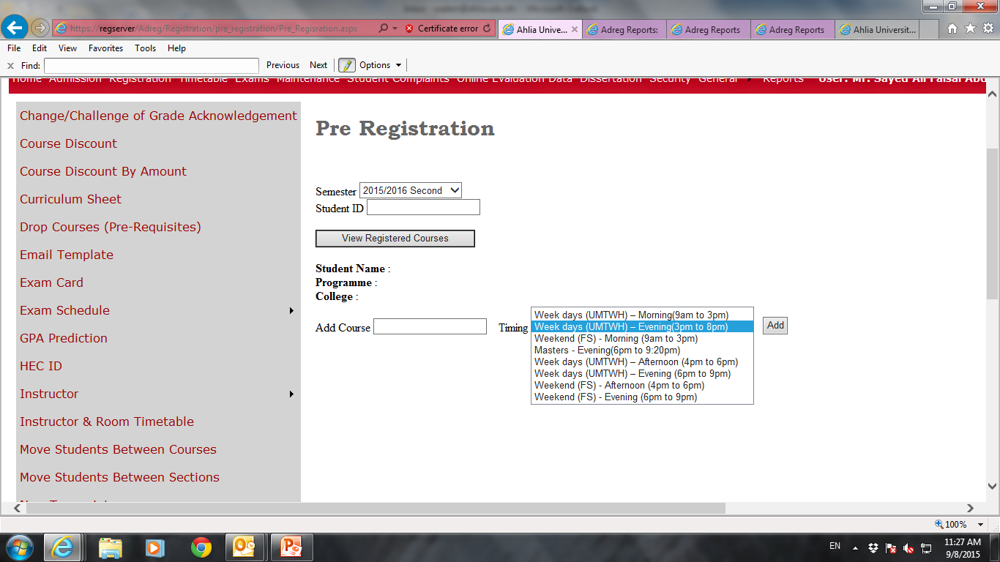 https://regserver/Adreg/Registration/pre_registration/Pre_Regisration.aspx
Certificate error
Ahlia Unive...
Adreg Reports:
Adreg Reports
Adreg Reports
Ahlia Universit...
File Edit View Favorites Tools Help
Find: Previous Next Options
Home Admission Registration Timetable Exams Maintenance Student Complaints Online Evaluation Data Dissertation Security General Reports User: Mr. Sayed Ali Faisal Abd
Change/Challenge of Grade Acknowledgement
Course Discount
Course Discount By Amount
Curriculum Sheet
Drop Courses (Pre-Requisites)
Email Template
Exam Card
Exam Schedule
GPA Prediction
HEC ID
Instructor
Instructor & Room Timetable
Move Students Between Courses
Move Students Between Sections
Pre Registration
Semester 2015/2016 Second
Student ID
View Registered Courses
Student Name :
Programme :
College :
Add Course Timing
Week days (UMTWH) – Morning(9am to 3pm)
Week days (UMTWH) – Evening(3pm to 8pm)
Weekend (FS) - Morning (9am to 3pm)
Masters - Evening(6pm to 9:20pm)
Week days (UMTWH) – Afternoon (4pm to 6pm)
Week days (UMTWH) – Evening (6pm to 9pm)
Weekend (FS) - Afternoon (4pm to 6pm)
Weekend (FS) - Evening (6pm to 9pm)
Add
100%
EN
11:27 AM
9/8/2015